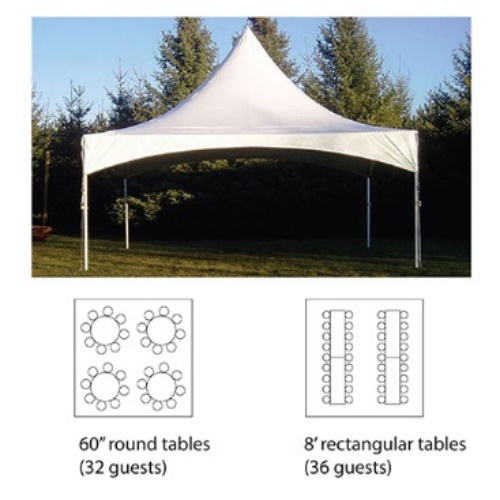 60” round tables
(32 guests)
8’ rectangular tables
(36 guests)